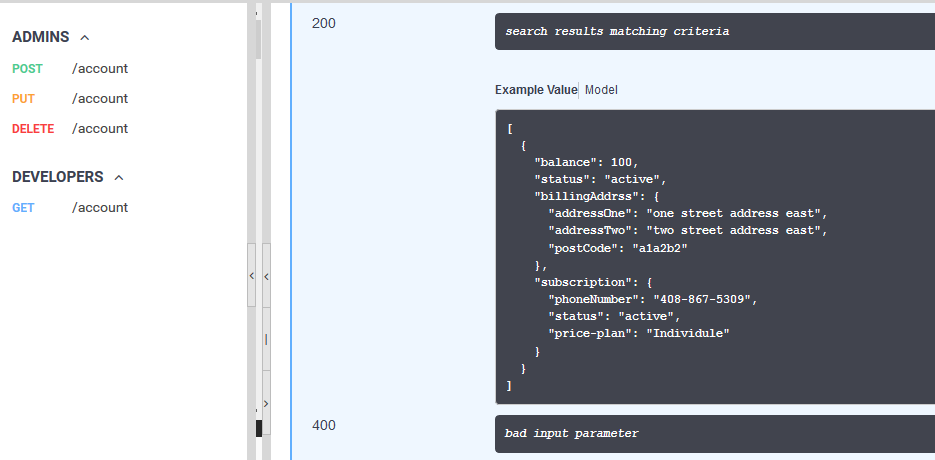 ADMINS
POST /account
PUT /account
DELETE /account
DEVELOPERS
GET /account
200
search results matching criteria
Example Value Model
[
{
"balance": 100,
"status": "active",
"billingAddrss": {
"addressOne": "one street address east",
"addressTwo": "two street address east",
"postCode": "a1a2b2"
},
"subscription": {
"phoneNumber": "408-867-5309",
"status": "active",
"price-plan": "Individule"
}
}
]
400
bad input parameter